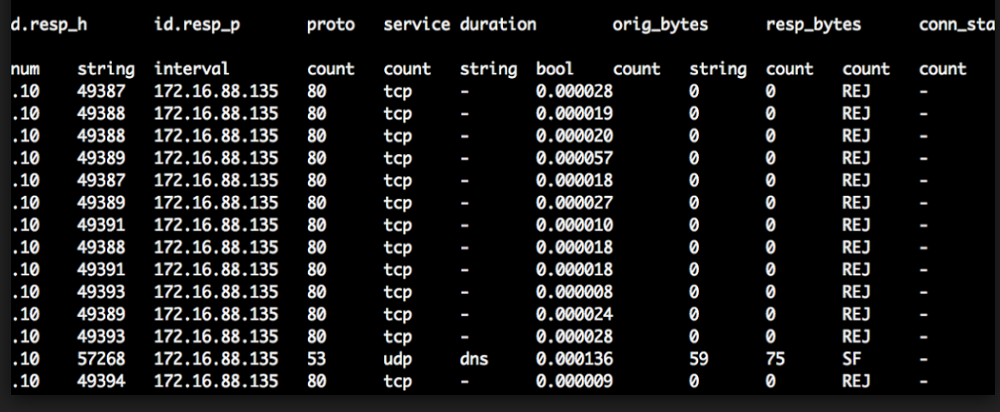 d.resp_h id.resp_p proto service duration orig_bytes resp_bytes conn_sta
num string interval count count string bool count string count count count
.10 49387 172.16.88.135 80 tcp - 0.000028 0 0 REJ -
.10 49388 172.16.88.135 80 tcp - 0.000019 0 0 REJ -
.10 49388 172.16.88.135 80 tcp - 0.000020 0 0 REJ -
.10 49389 172.16.88.135 80 tcp - 0.000057 0 0 REJ -
.10 49387 172.16.88.135 80 tcp - 0.000018 0 0 REJ -
.10 49389 172.16.88.135 80 tcp - 0.000027 0 0 REJ -
.10 49391 172.16.88.135 80 tcp - 0.000010 0 0 REJ -
.10 49388 172.16.88.135 80 tcp - 0.000018 0 0 REJ -
.10 49391 172.16.88.135 80 tcp - 0.000018 0 0 REJ -
.10 49393 172.16.88.135 80 tcp - 0.000008 0 0 REJ -
.10 49389 172.16.88.135 80 tcp - 0.000024 0 0 REJ -
.10 49393 172.16.88.135 80 tcp - 0.000028 0 0 REJ -
.10 57268 172.16.88.135 53 udp dns 0.000136 59 75 SF -
.10 49394 172.16.88.135 80 tcp - 0.000009 0 0 REJ -